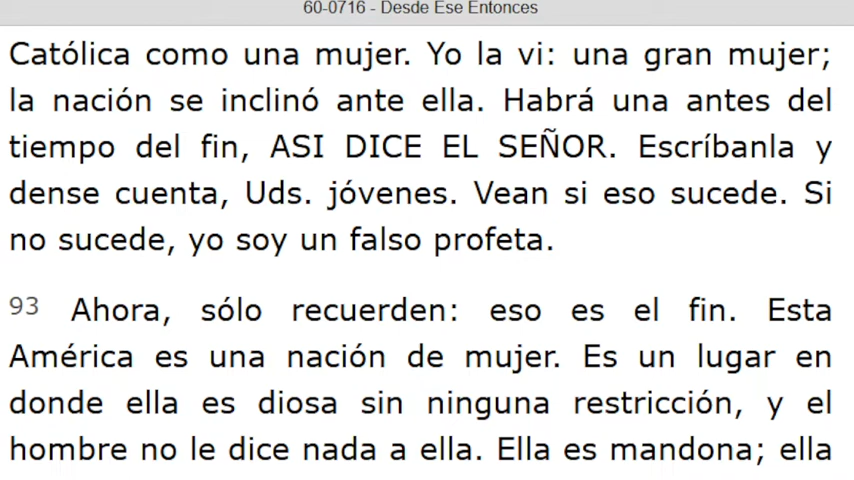 60-0716 - Desde Ese Entonces
Católica como una mujer. Yo la vi: una gran mujer;
la nación se inclinó ante ella. Habrá una antes del
tiempo del fin, ASI DICE EL SEÑOR. Escríbanla y
dense cuenta, Uds. jóvenes. Vean si eso sucede. Si
no sucede, yo soy un falso profeta.
93 Ahora, sólo recuerden: eso es el fin. Esta
América es una nación de mujer. Es un lugar en
donde ella es diosa sin ninguna restricción, y el
hombre no le dice nada a ella. Ella es mandona; ella